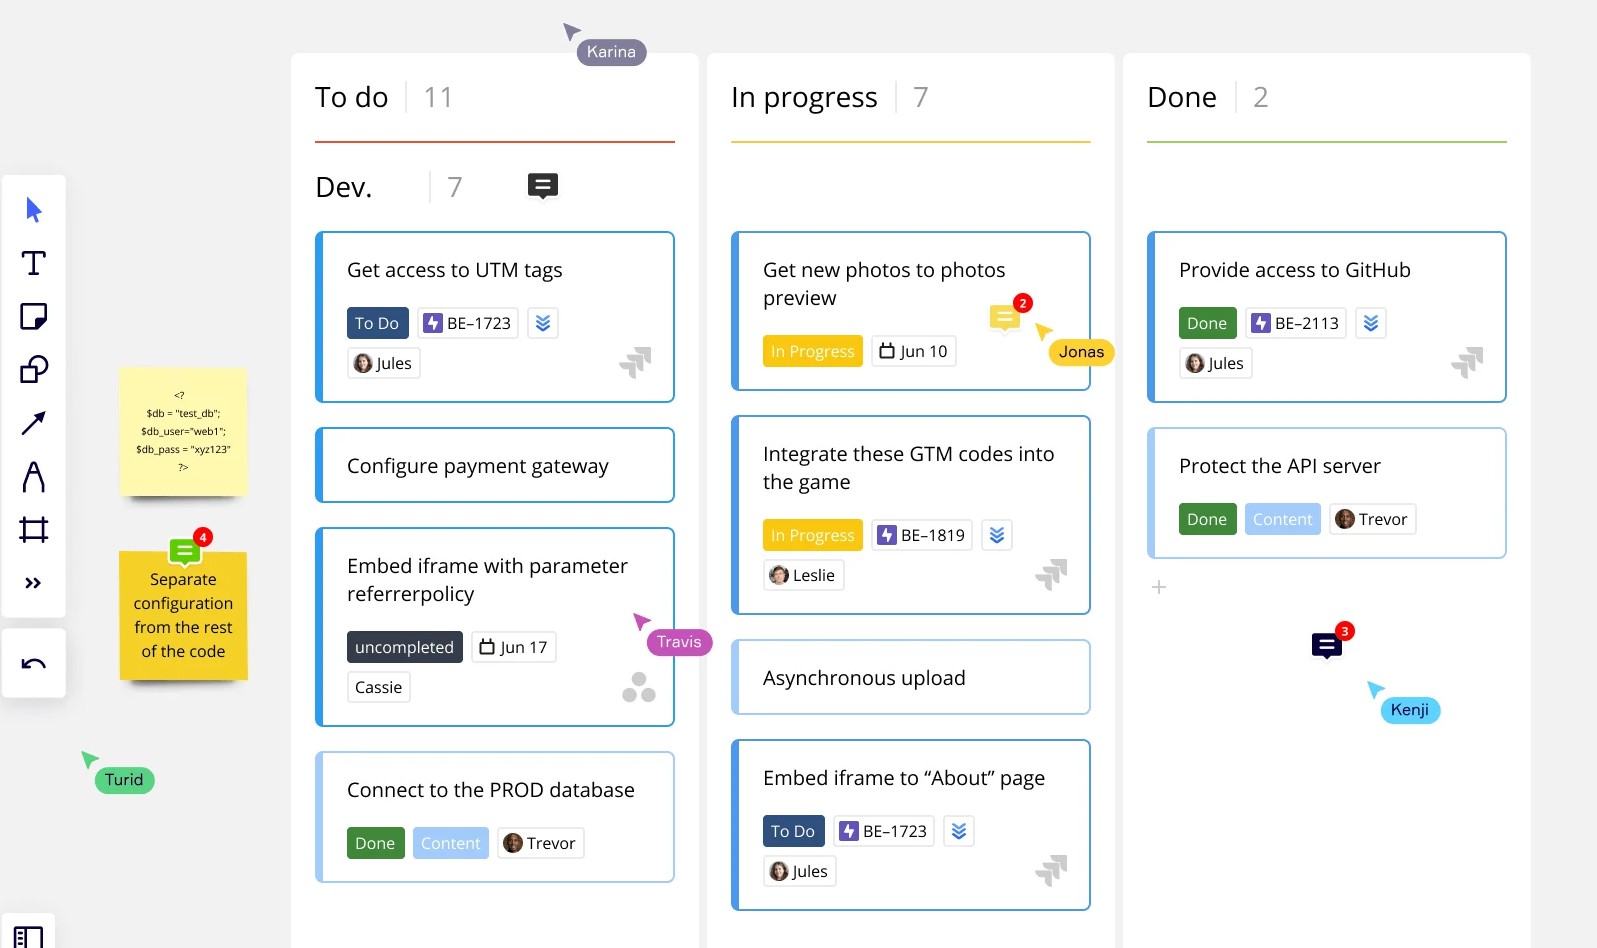 Karina
To do 11
In progress 7
Done 2
Dev. 7
Get access to UTM tags
To Do BE–1723
Jules
Configure payment gateway
Embed iframe with parameter
referrerpolicy
uncompleted Jun 17
Cassie
Travis
Connect to the PROD database
Done Content Trevor
Get new photos to photos
preview
2
In Progress Jun 10
Jonas
Integrate these GTM codes into
the game
In Progress BE–1819
Leslie
Asynchronous upload
Embed iframe to “About” page
To Do BE–1723
Jules
Provide access to GitHub
Done BE–2113
Jules
Protect the API server
Done Content Trevor
3
Kenji
T
<?
$db = "test_db";
$db_user="web1";
$db_pass = "xyz123"
?>
4
Separate
configuration
from the rest
of the code
Turid